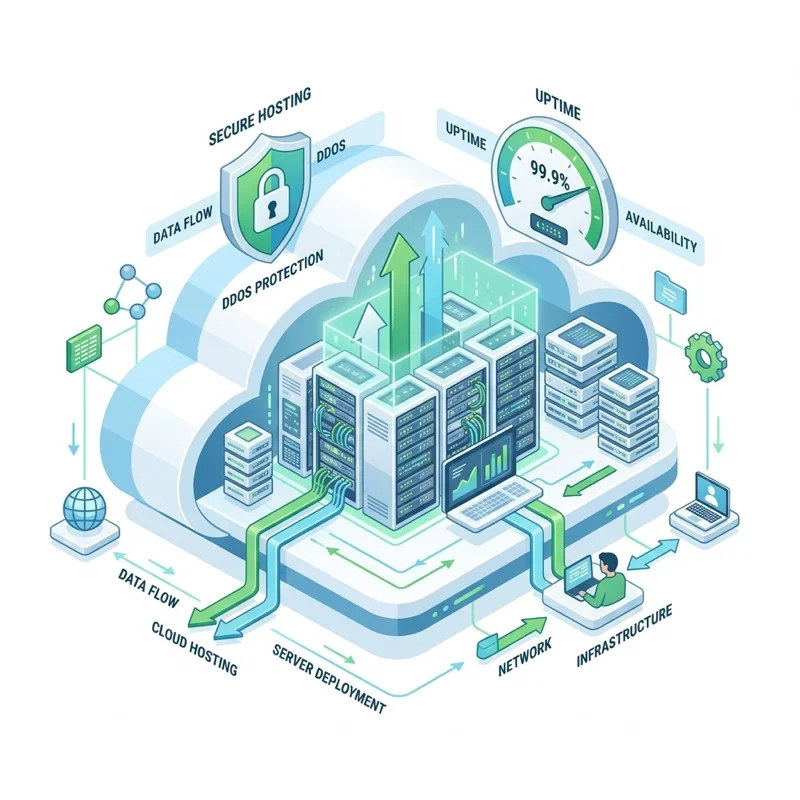 SECURE HOSTING
DDOS
DATA FLOW
DDOS PROTECTION
UPTIME
UPTIME
99.9%
AVAILABILITY
DATA FLOW
CLOUD HOSTING
SERVER DEPLOYMENT
NETWORK
INFRASTRUCTURE